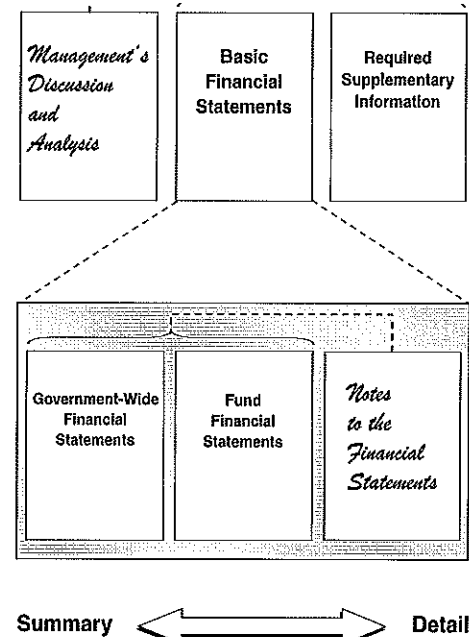 Management's
Discussion
and
Analysis
Basic
Financial
Statements
Required
Supplementary
Information
Government-Wide
Financial
Statements
Fund
Financial
Statements
Notes
to the
Financial
Statements
Summary
Detail